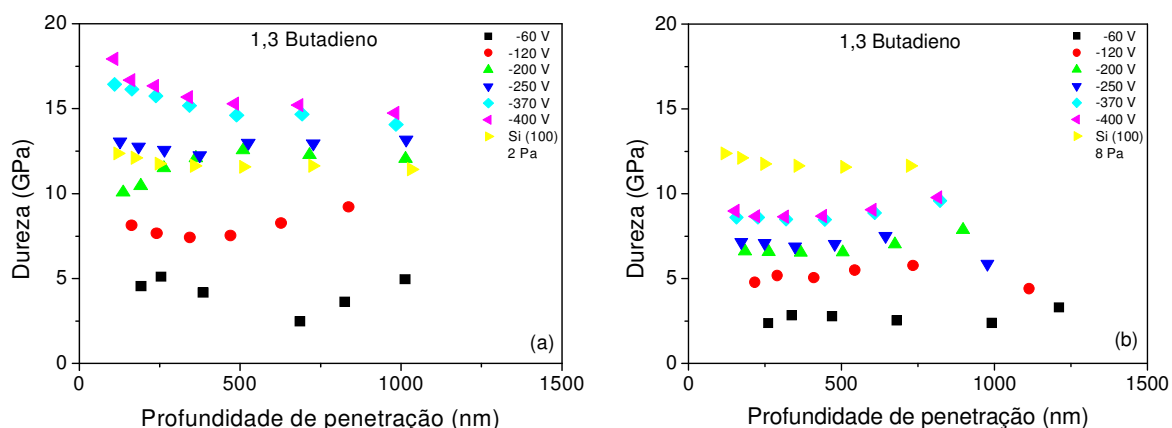 1,3 Butadieno
-60 V
-120 V
-200 V
-250 V
-370 V
-400 V
Si (100)
2 Pa
(a)
20
15
10
5
0
0
500
1000
1500
Dureza (GPa)
Profundidade de penetração (nm)
1,3 Butadieno
-60 V
-120 V
-200 V
-250 V
-370 V
-400 V
Si (100)
8 Pa
(b)
20
15
10
5
0
0
500
1000
1500
Dureza (GPa)
Profundidade de penetração (nm)